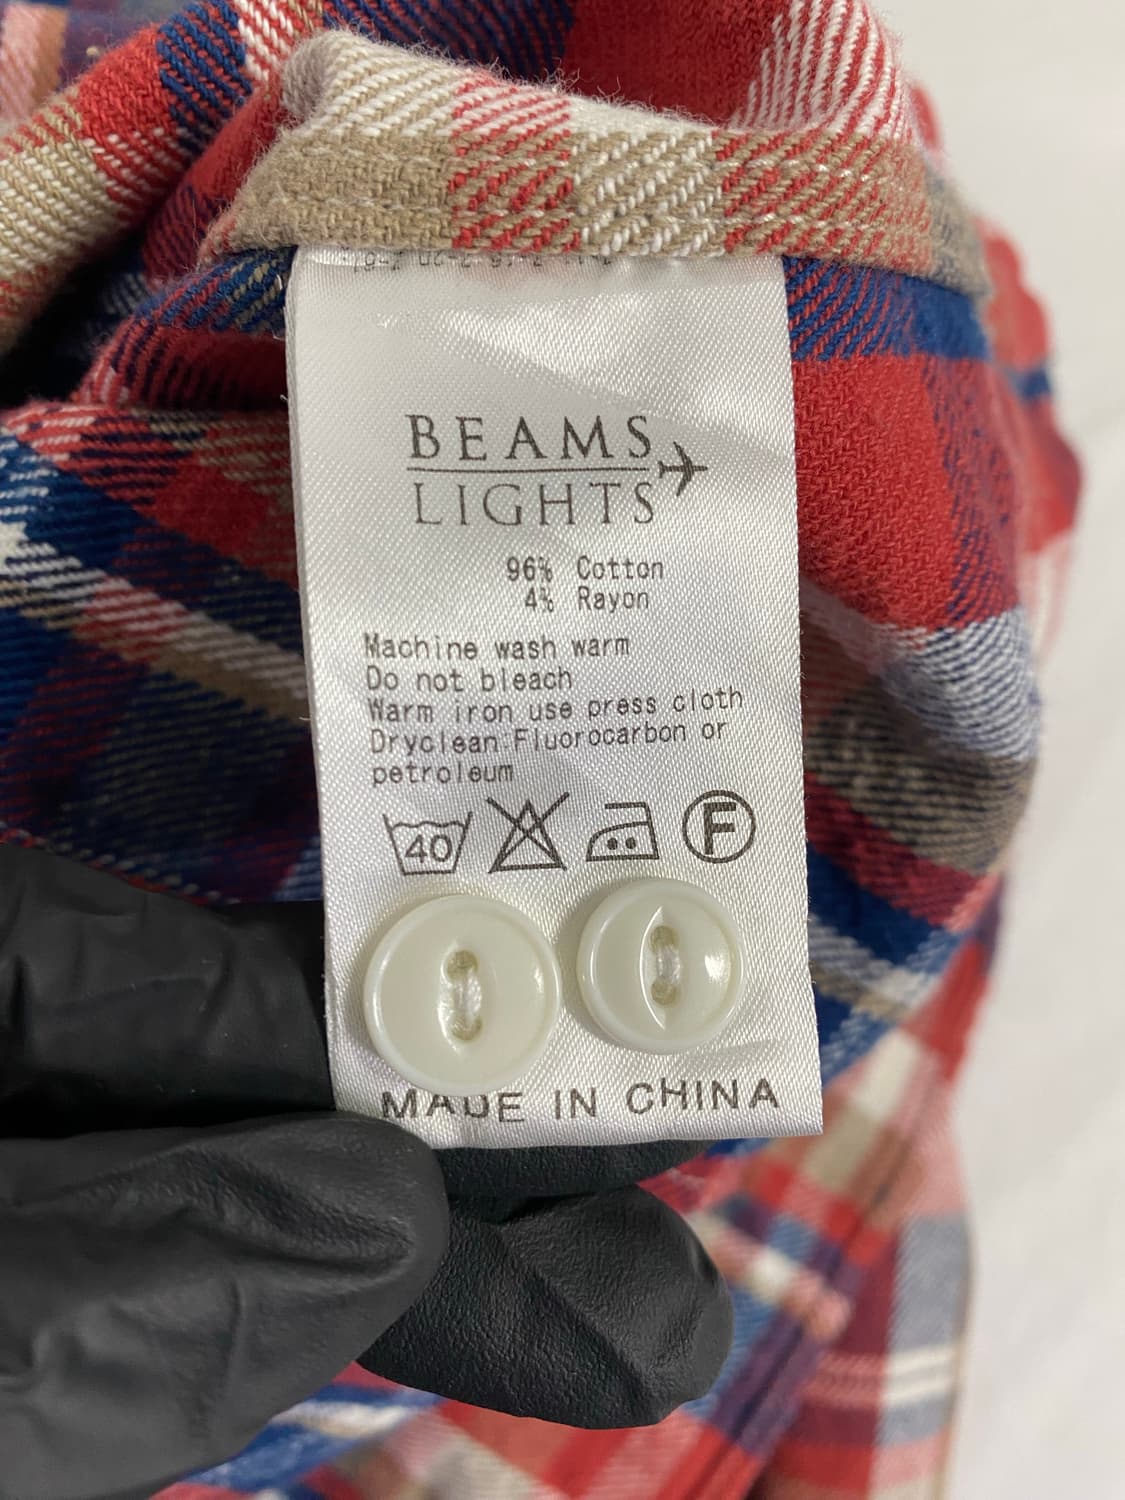 BEAMS
LIGHTS
96% Cotton
4% Rayon
Machine wash warm
Do not bleach
Warm iron use press cloth
Dryclean:Fluorocarbon or
petroleum
40
F
MADE IN CHINA